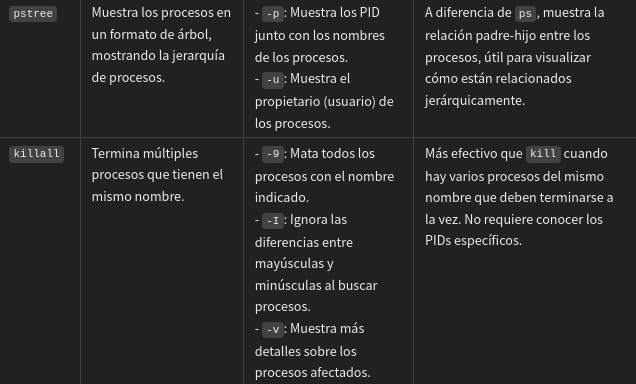 pstree
Muestra los procesos en
un formato de árbol,
mostrando la jerarquía
de procesos.
- -p: Muestra los PID
junto con los nombres
de los procesos.
- -u: Muestra el
propietario (usuario) de
los procesos.
A diferencia de ps, muestra la
relación padre-hijo entre los
procesos, útil para visualizar
cómo están relacionados
jerárquicamente.
killall
Termina múltiples
procesos que tienen el
mismo nombre.
- -9: Mata todos los
procesos con el nombre
indicado.
- -I: Ignora las
diferencias entre
mayúsculas y
minúsculas al buscar
procesos.
- -v: Muestra más
detalles sobre los
procesos afectados.
Más efectivo que kill cuando
hay varios procesos del mismo
nombre que deben terminarse a
la vez. No requiere conocer los
PIDs específicos.